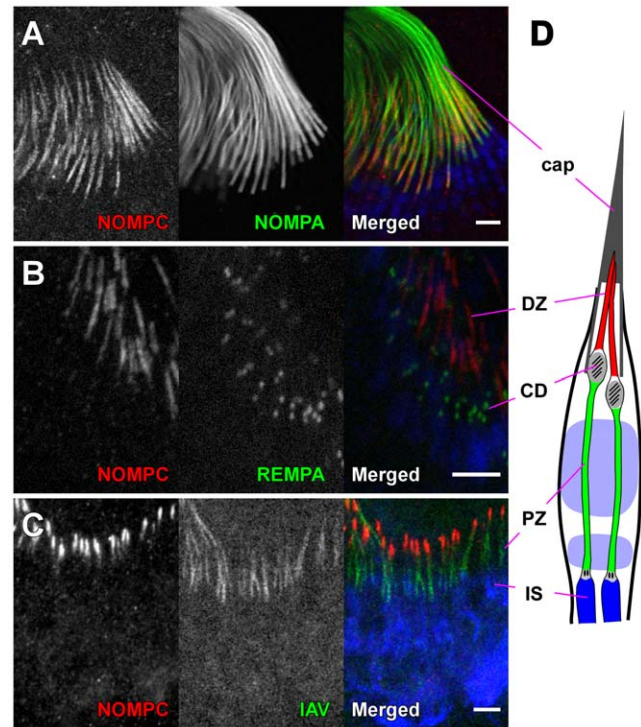 A
NOMPC
NOMPA
Merged
B
NOMPC
REMPA
Merged
C
NOMPC
IAV
Merged
D
cap
DZ
CD
PZ
IS